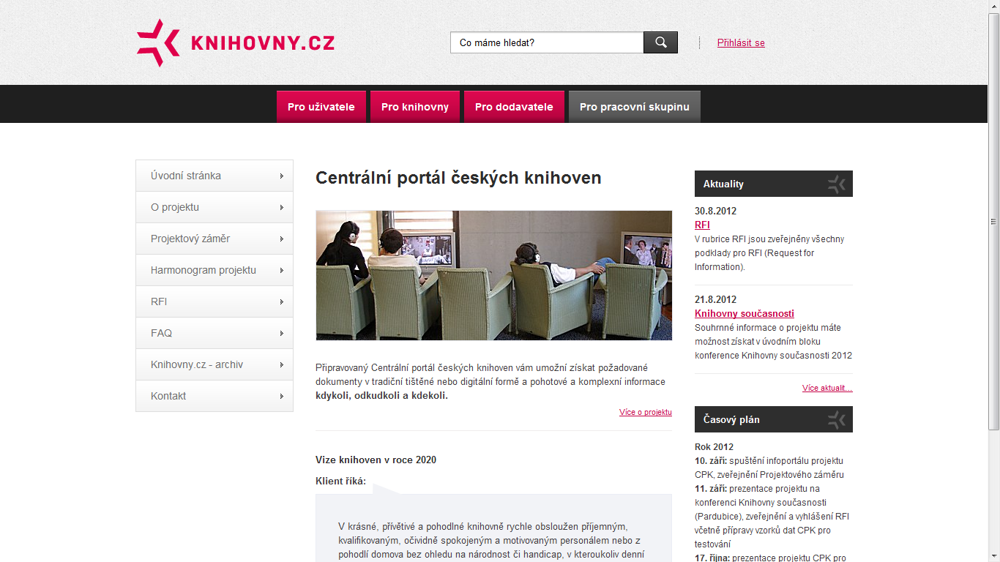 KNIHOVNY.CZ
Co máme hledat?
Přihlásit se
Pro uživatele
Pro knihovny
Pro dodavatele
Pro pracovní skupinu
Úvodní stránka
O projektu
Projektový záměr
Harmonogram projektu
RFI
FAQ
Knihovny.cz - archiv
Kontakt
Centrální portál českých knihoven
Připravovaný Centrální portál českých knihoven vám umožní získat požadované
dokumenty v tradiční tištěné nebo digitální formě a pohotové a komplexní informace
kdykoli, odkudkoli a kdekoli.
Více o projektu
Vize knihoven v roce 2020
Klient říká:
V krásné, přívětivé a pohodlné knihovně rychle obsloužen příjemným,
kvalifikovaným, očividně spokojeným a motivovaným personálem nebo z
pohodlí domova bez ohledu na národnost či handicap, v kteroukoliv denní
Aktuality
30.8.2012
RFI
V rubrice RFI jsou zveřejněny všechny
podklady pro RFI (Request for
Information).
21.8.2012
Knihovny současnosti
Souhrnné informace o projektu máte
možnost získat v úvodním bloku
konference Knihovny současnosti 2012
Více aktualit...
Časový plán
Rok 2012
10. září: spuštění infoportálu projektu
CPK, zveřejnění Projektového záměru
11. září: prezentace projektu na
konferenci Knihovny současnosti
(Pardubice), zveřejnění a vyhlášení RFI
včetně přípravy vzorků dat CPK pro
testování
17. října: prezentace projektu CPK pro